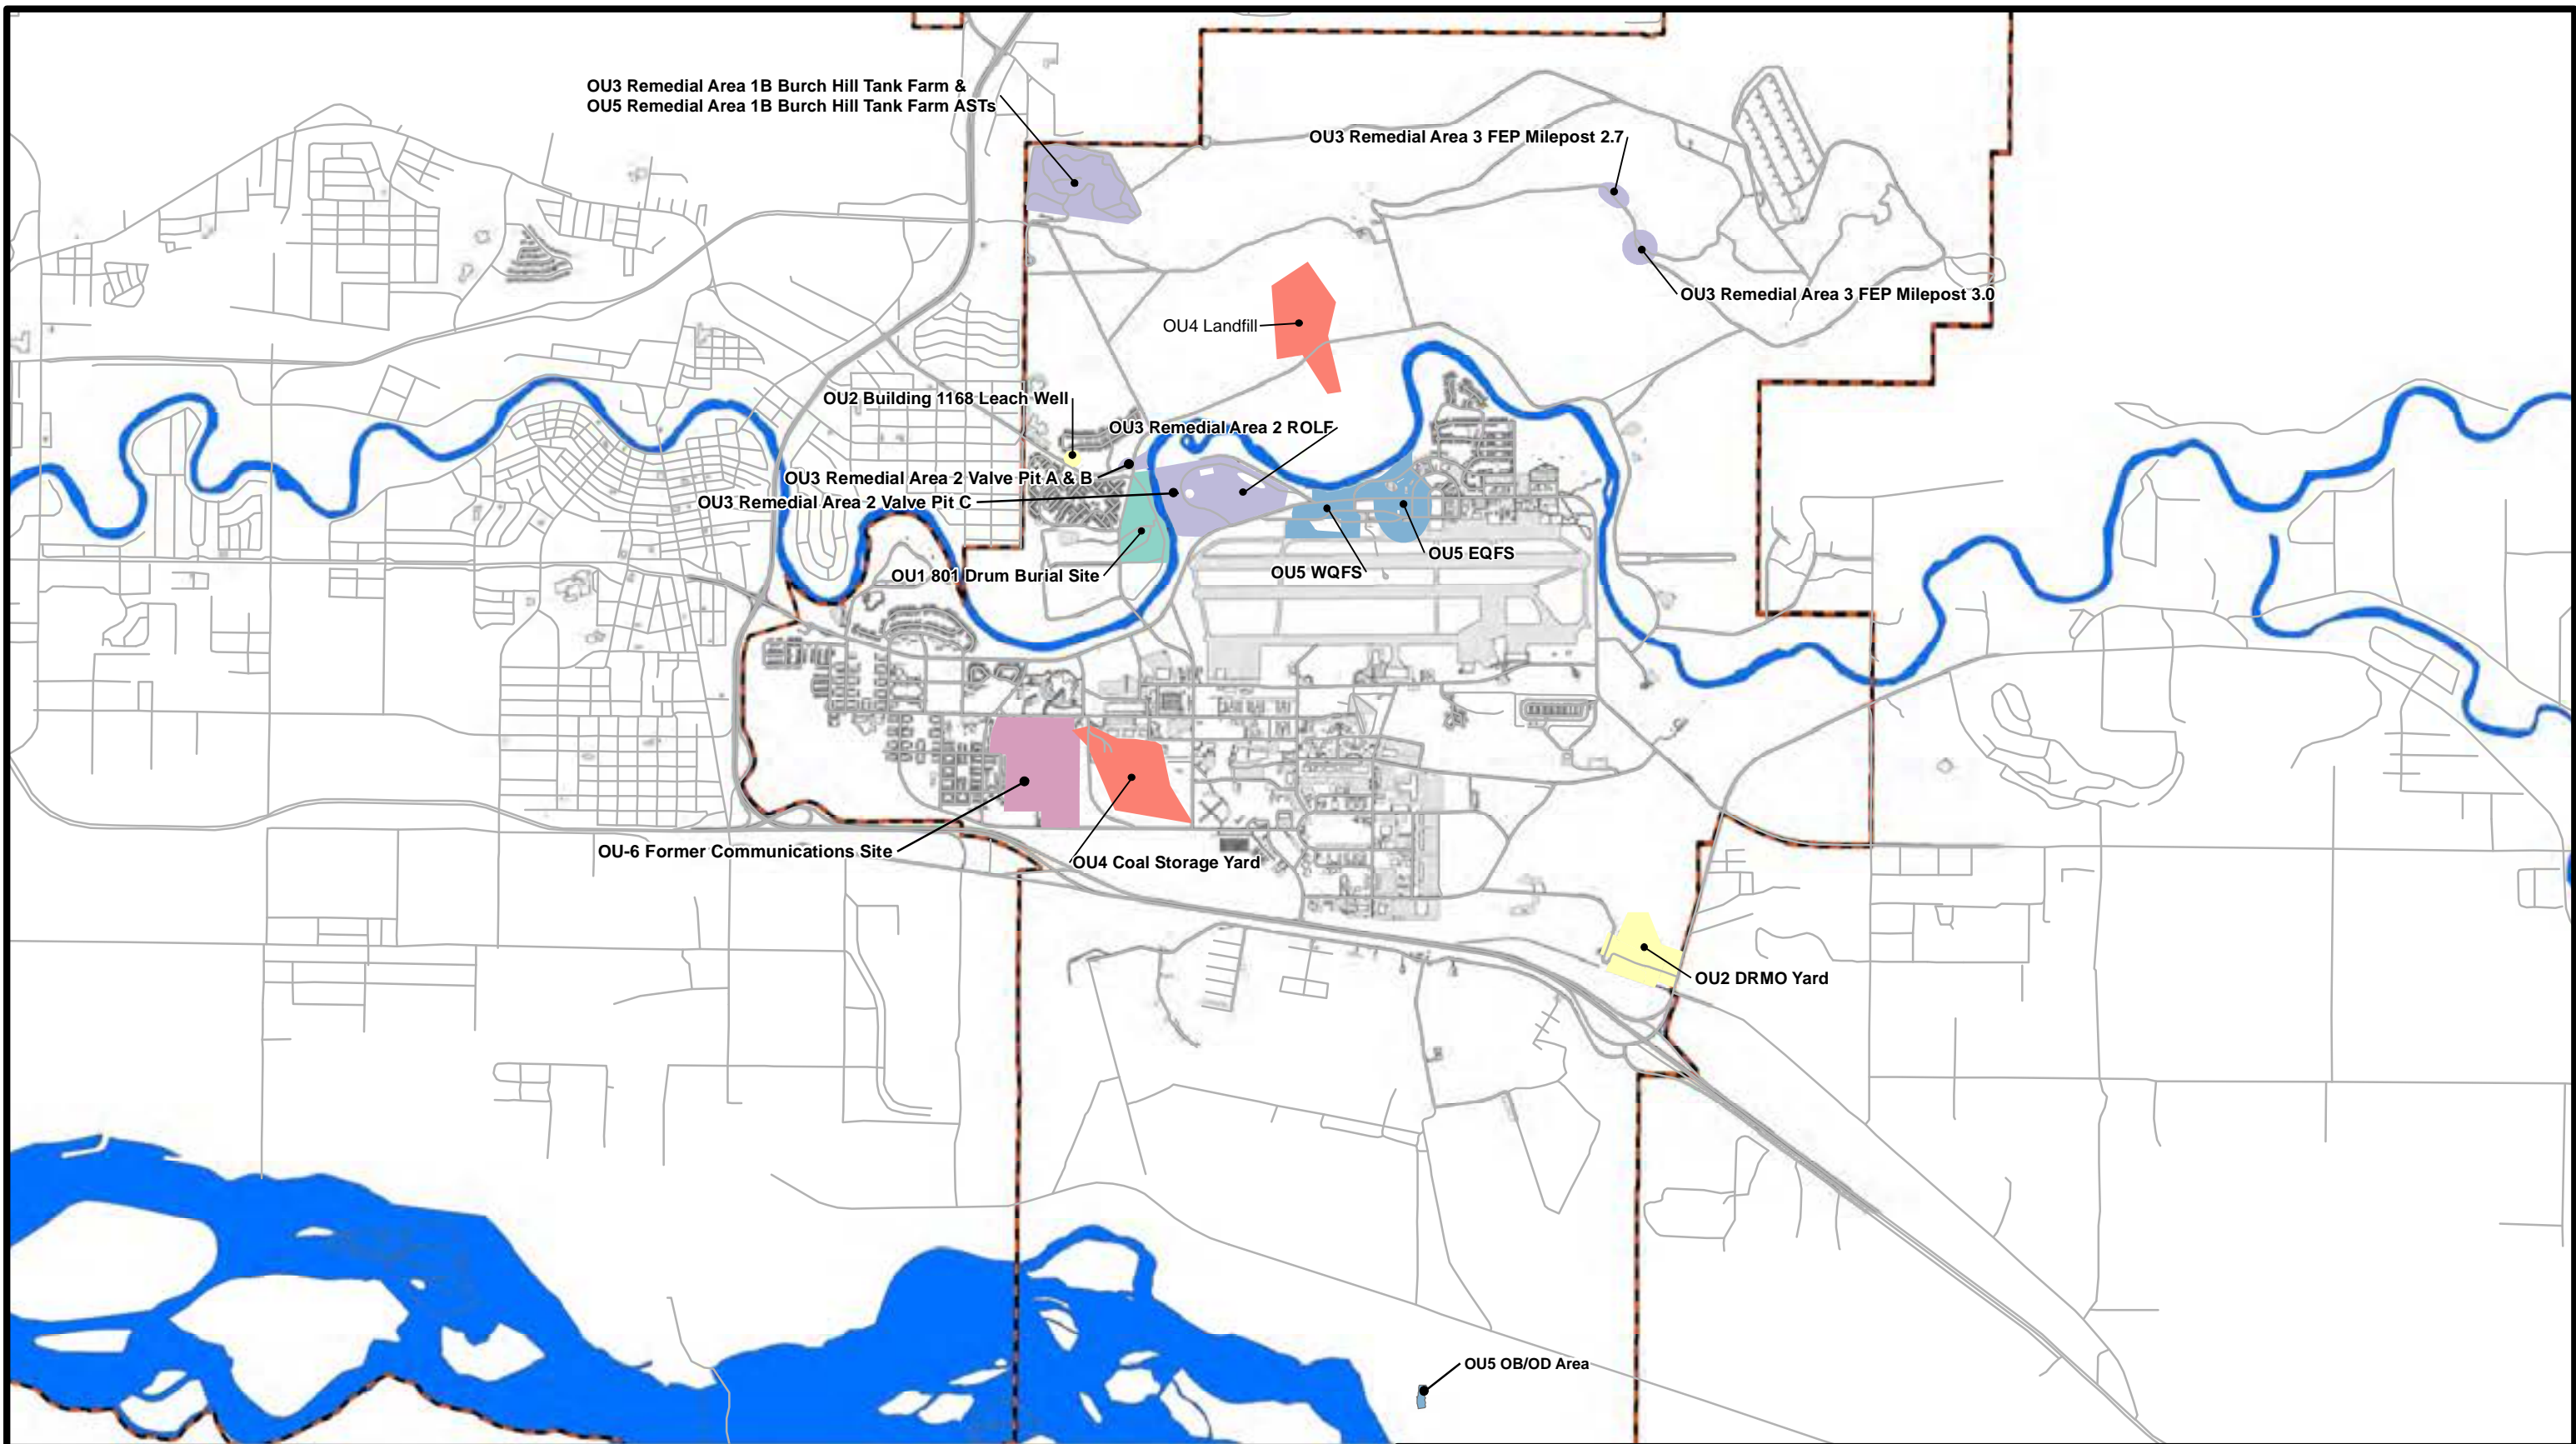 OU3 Remedial Area 1B Burch Hill Tank Farm &
OU5 Remedial Area 1B Burch Hill Tank Farm ASTs
OU3 Remedial Area 3 FEP Milepost 2.7
OU3 Remedial Area 3 FEP Milepost 3.0
OU4 Landfill
OU2 Building 1168 Leach Well
OU3 Remedial Area 2 ROLF
OU3 Remedial Area 2 Valve Pit A & B
OU3 Remedial Area 2 Valve Pit C
OU5 EQFS
OU5 WQFS
OU1 801 Drum Burial Site
OU-6 Former Communications Site
OU4 Coal Storage Yard
OU2 DRMO Yard
OU5 OB/OD Area